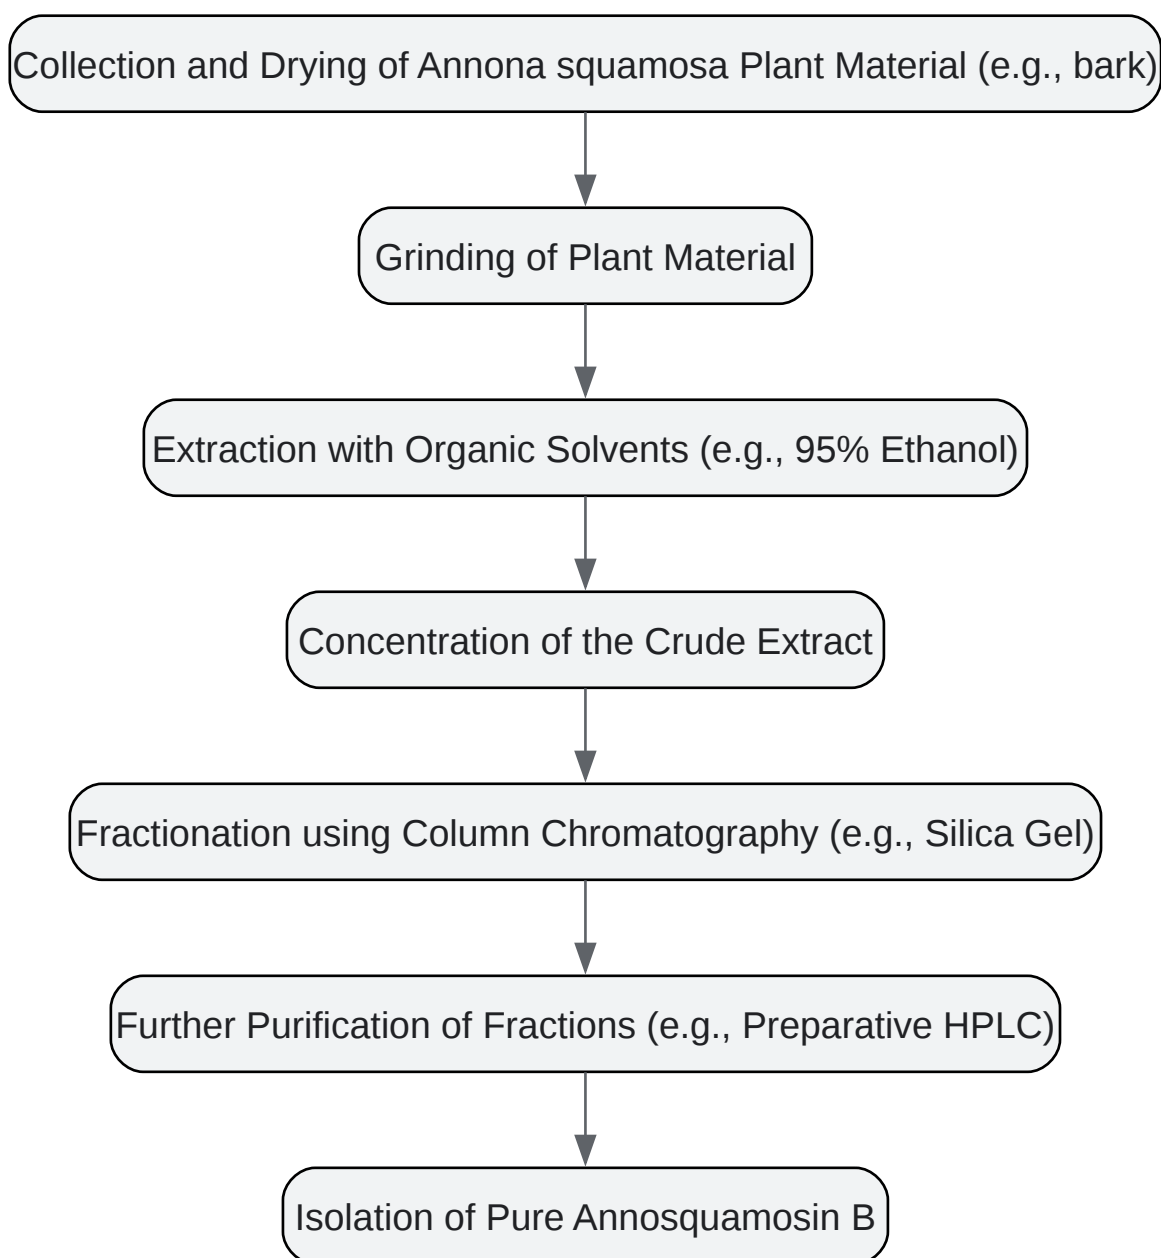 Collection and Drying of Annona squamosa Plant Material (e.g., bark)
Grinding of Plant Material
Extraction with Organic Solvents (e.g., 95% Ethanol)
Concentration of the Crude Extract
Fractionation using Column Chromatography (e.g., Silica Gel)
Further Purification of Fractions (e.g., Preparative HPLC)
Isolation of Pure Annosquamosin B